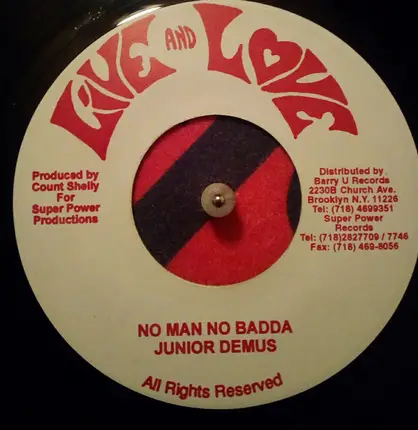 LIVE AND LOVE
Produced by
Count Shelly
For
Super Power
Productions
Distributed by
Barry U Records
2230B Church Ave.
Brooklyn N.Y. 11226
Tel: (718) 4699351
Super Power
Records
Tel: (718)2827709 / 7746
Fax: (718) 469-8056
NO MAN NO BADDA
JUNIOR DEMUS
All Rights Reserved